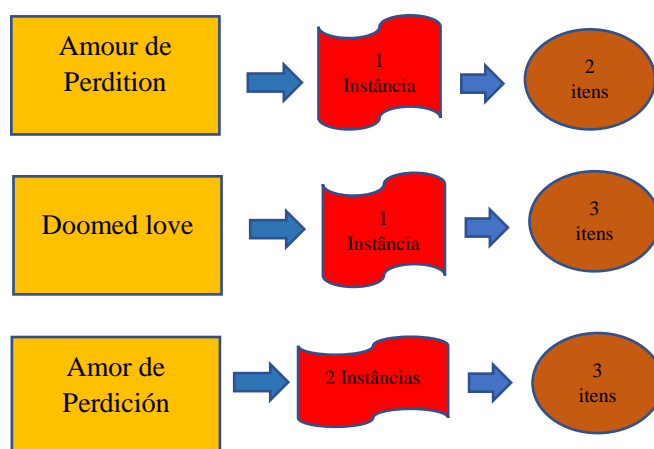 Amour de
Perdition
1
Instância
2
itens
Doomed love
1
Instância
3
itens
Amor de
Perdición
2 Instâncias
3
itens